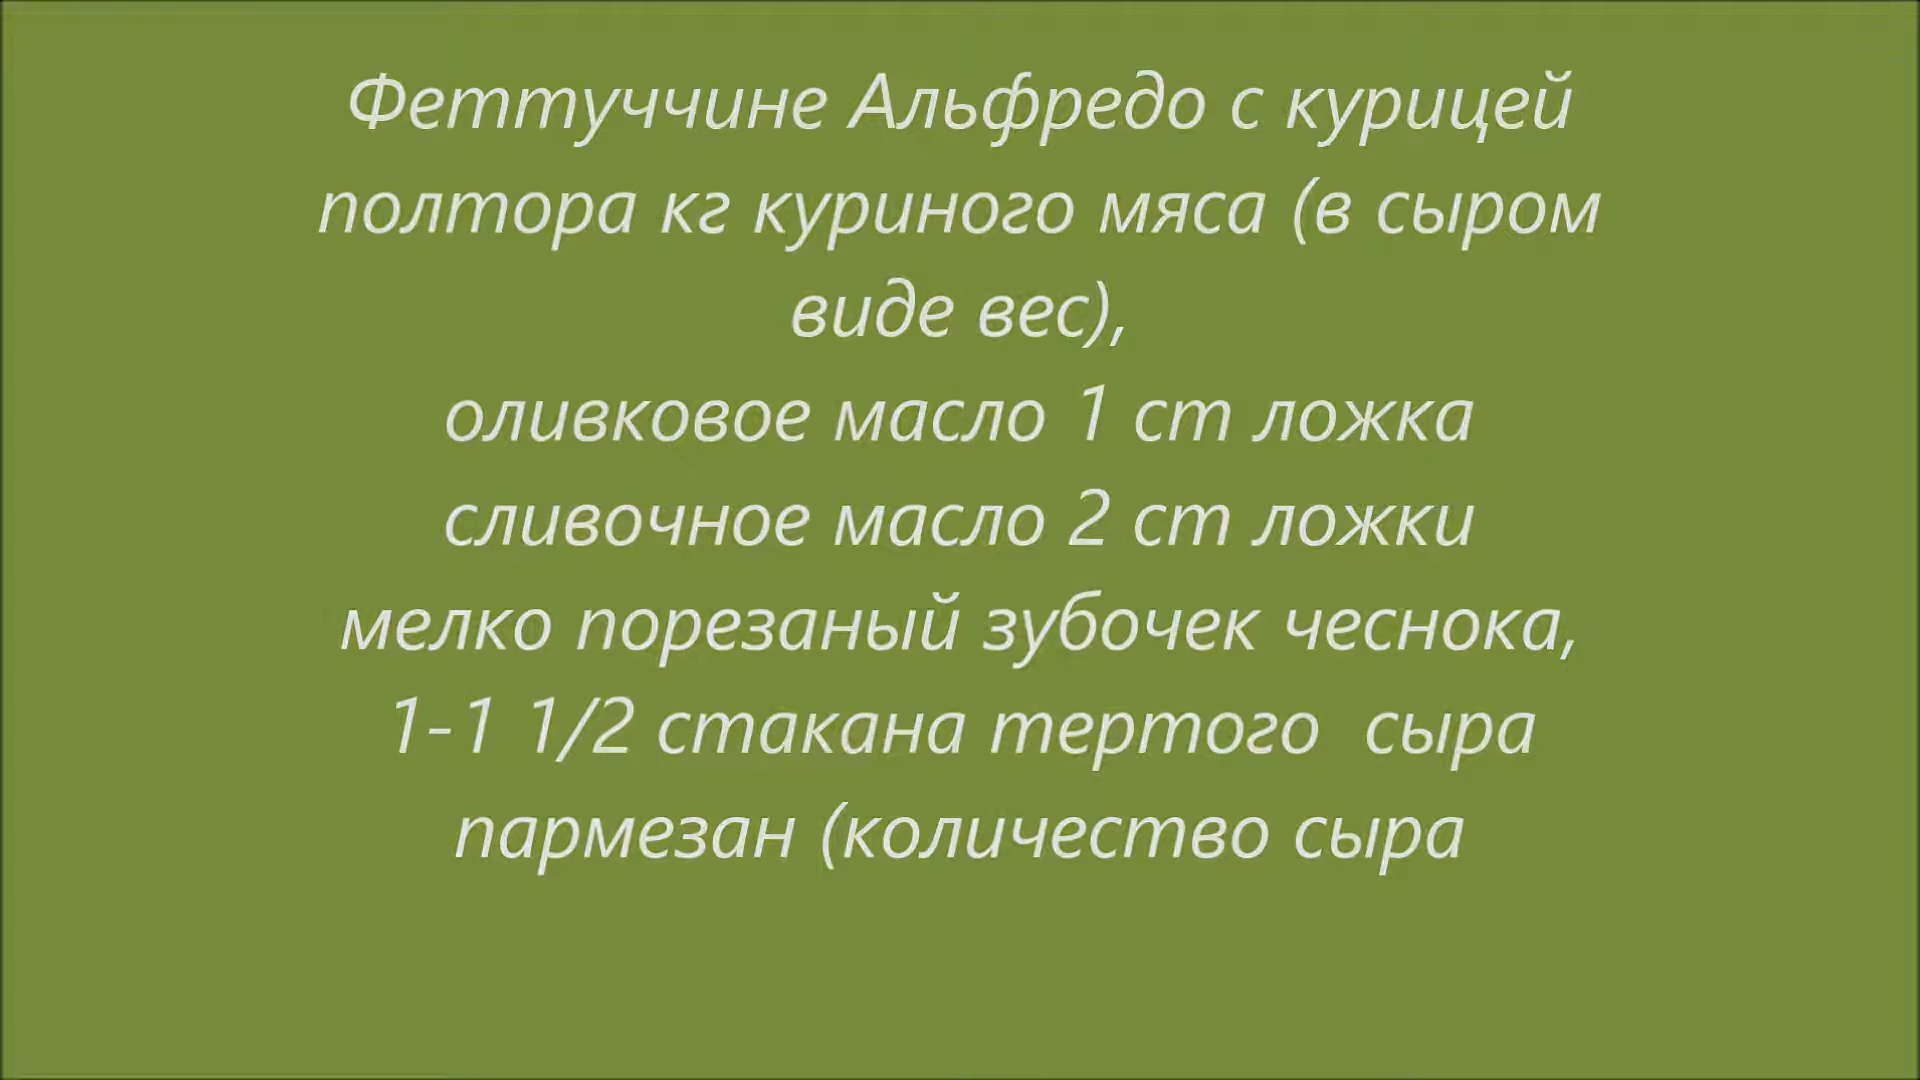 Феттуччине Альфредо с курицей
полтора кг куриного мяса (в сыром
виде вес),
оливковое масло 1 ст ложка
сливочное масло 2 ст ложки
мелко порезаный зубочек чеснока,
1-1 1/2 стакана тертого  сыра
пармезан (количество сыра